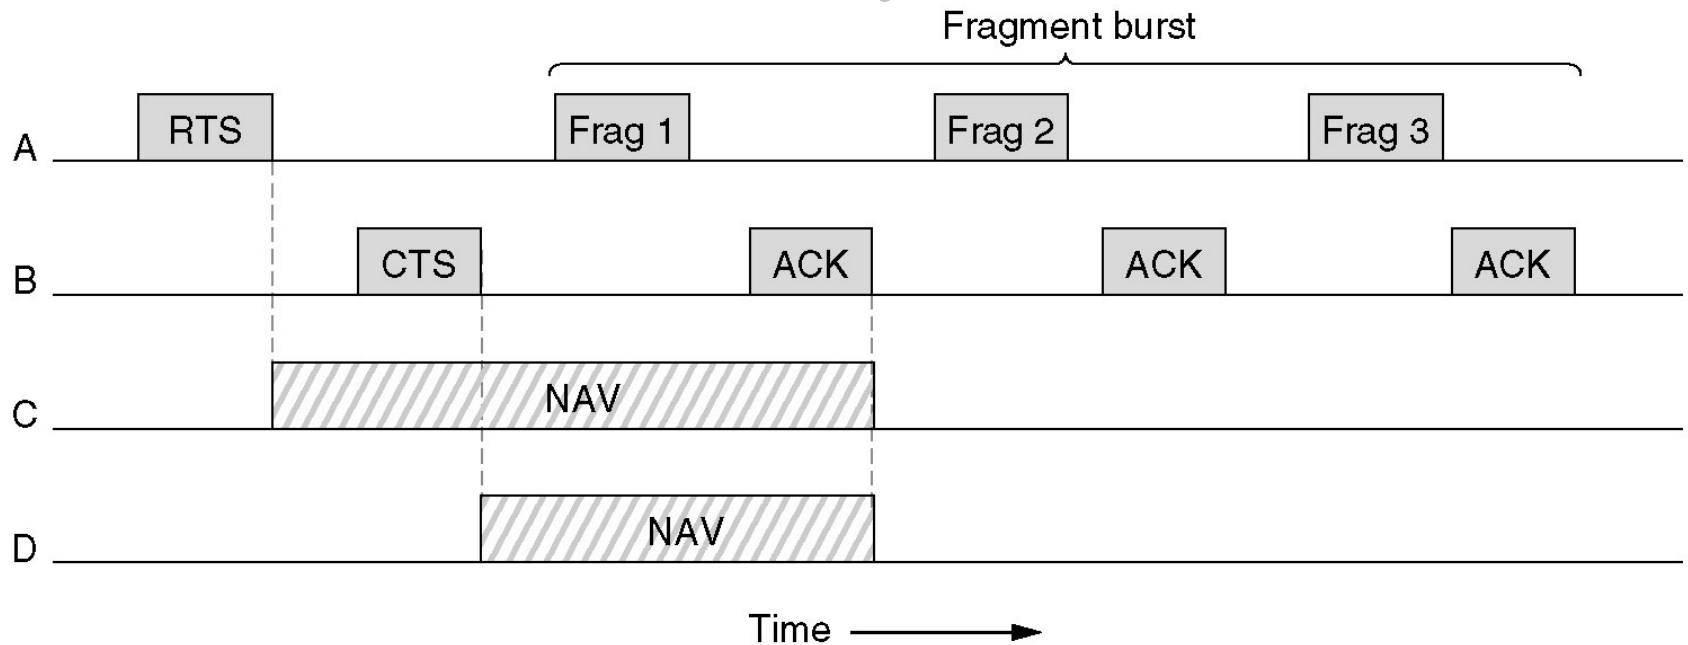 Fragment burst
A RTS Frag 1 Frag 2 Frag 3
B CTS ACK ACK ACK
C NAV
D NAV
Time